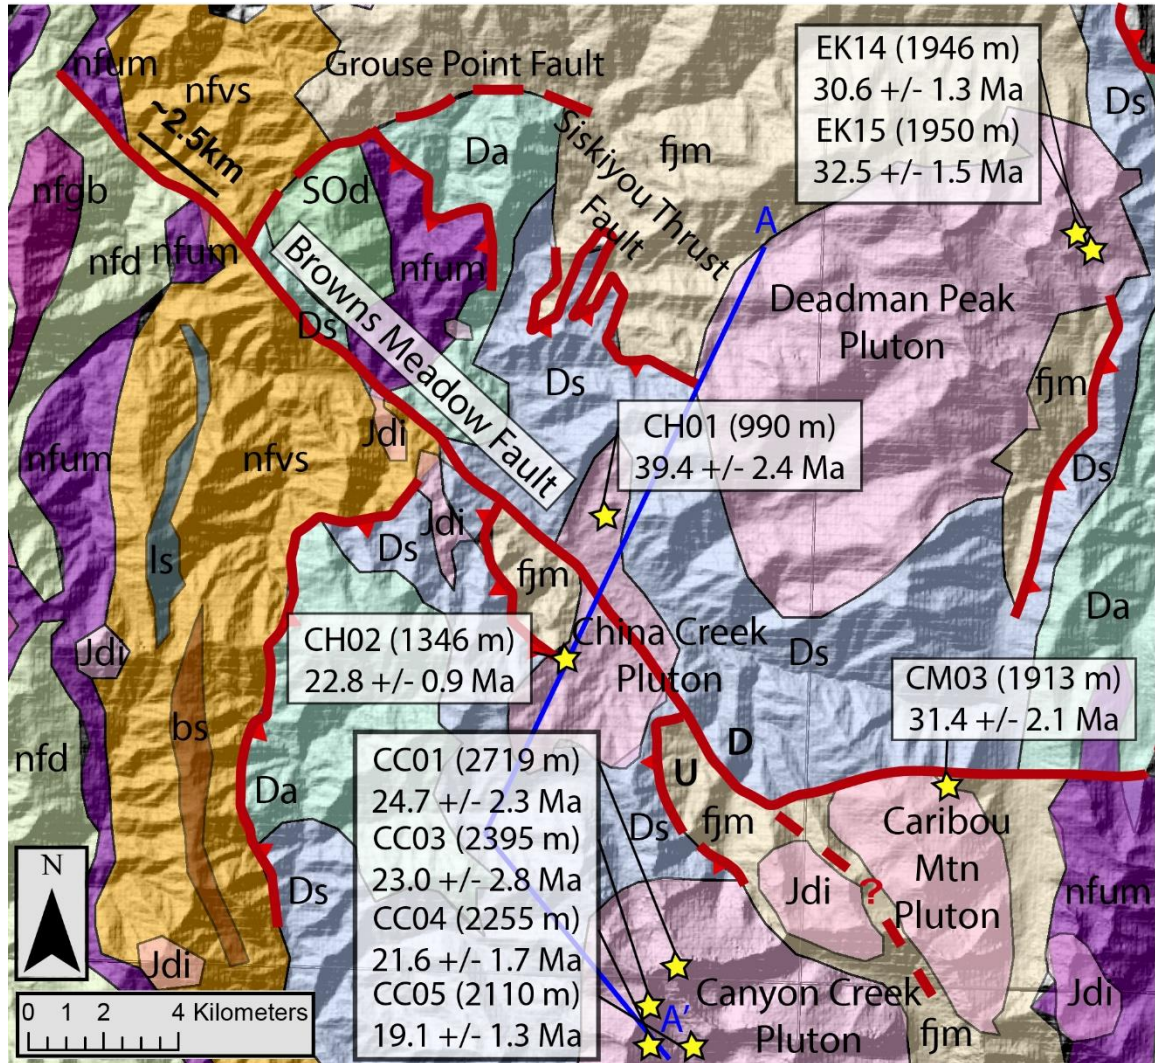 nfum
nfvs
Grouse Point Fault
~2.5km
EK14 (1946 m)
30.6 +/- 1.3 Ma
EK15 (1950 m)
32.5 +/- 1.5 Ma
Ds
Da
Siskiyou Thrust
Fault
fjm
nfgb
SOd
nfd
nfum
nfum
A
Browns Meadow Fault
Ds
Deadman Peak
Pluton
Ds
fjm
Jdi
CH01 (990 m)
39.4 +/- 2.4 Ma
nfum
nfvs
Ds
Jdi
Ds
ls
fjm
Da
CH02 (1346 m)
22.8 +/- 0.9 Ma
China Creek
Pluton
Ds
Jdi
CM03 (1913 m)
31.4 +/- 2.1 Ma
bs
nfd
D
U
CC01 (2719 m)
24.7 +/- 2.3 Ma
CC03 (2395 m)
23.0 +/- 2.8 Ma
CC04 (2255 m)
21.6 +/- 1.7 Ma
CC05 (2110 m)
19.1 +/- 1.3 Ma
Da
Ds
fjm
Caribou
Mtn
Pluton
Jdi
?
nfum
N
Ds
Jdi
Canyon Creek
Pluton
A'
fjm
Jdi
0 1 2 4 Kilometers